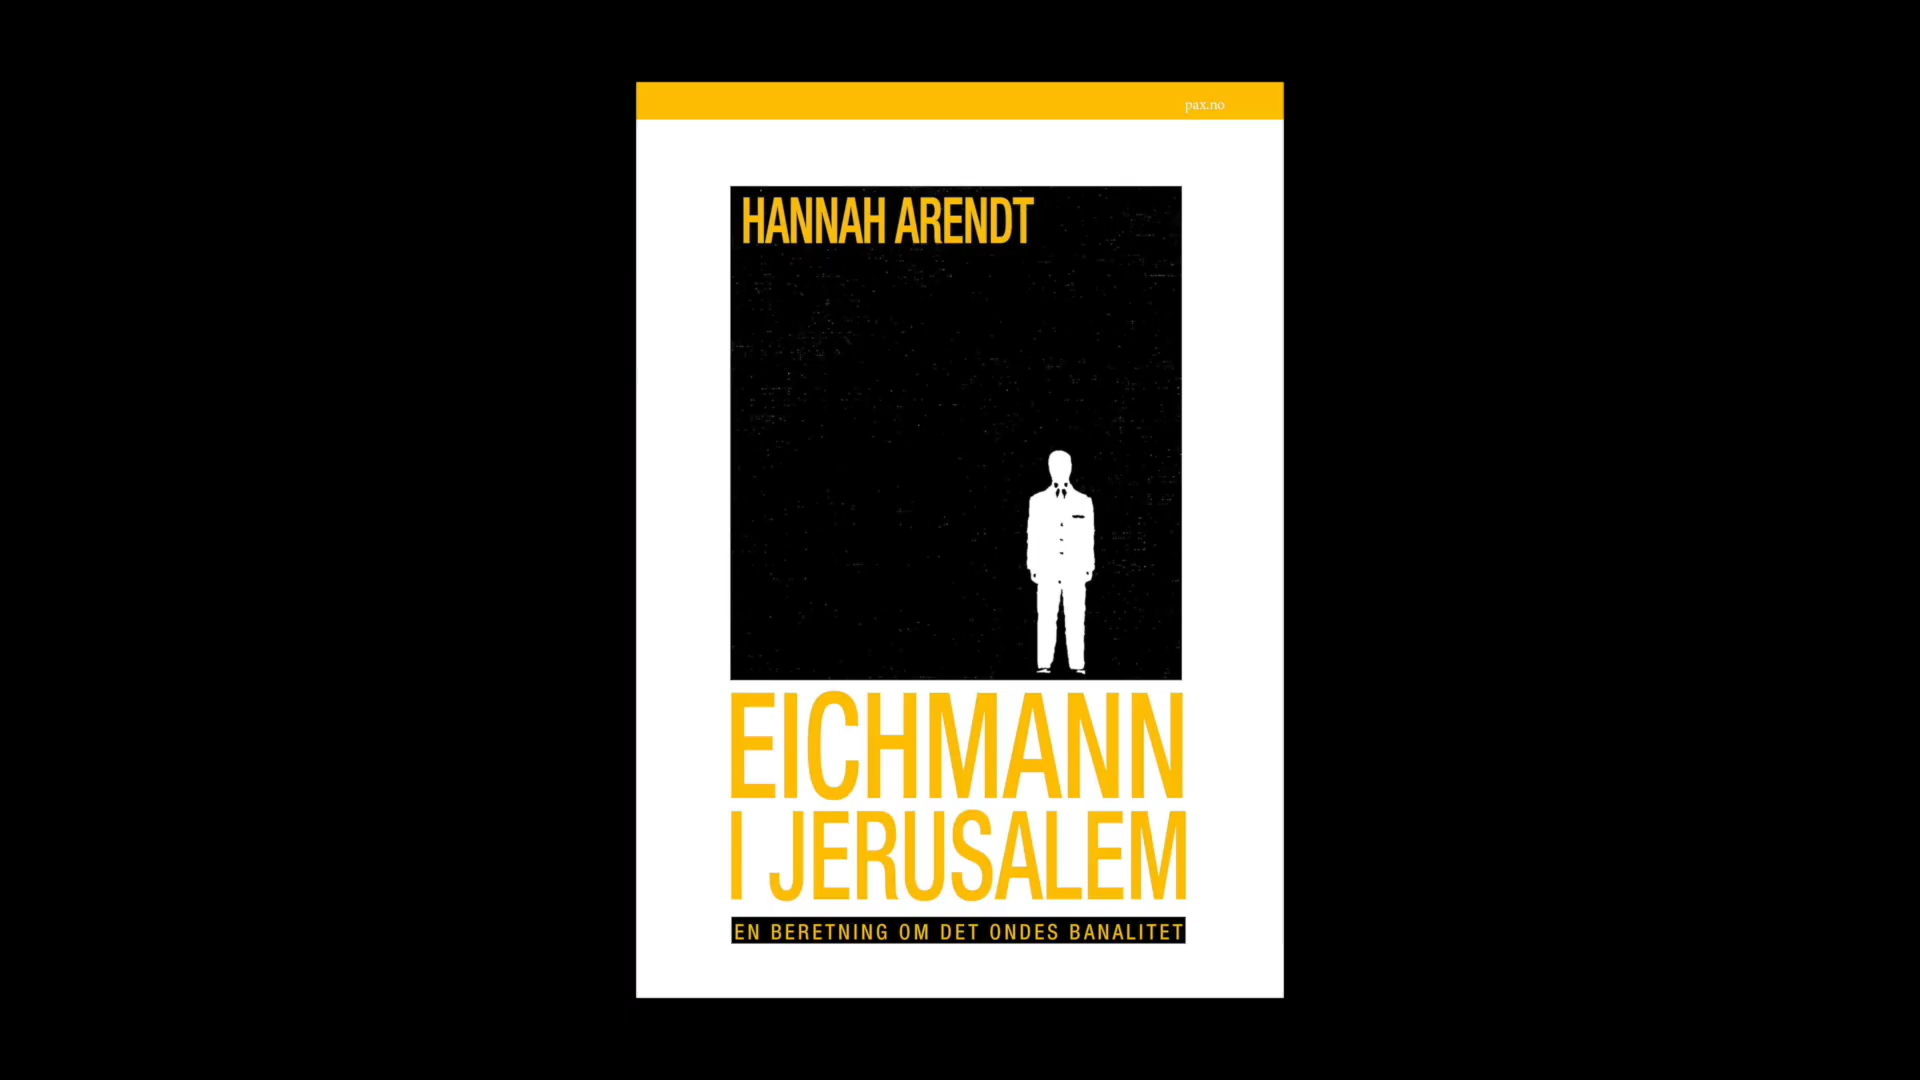 pax.no
HANNAH ARENDT
EICHMANN
I JERUSALEM
EN BERETNING OM DET ONDES BANALITET